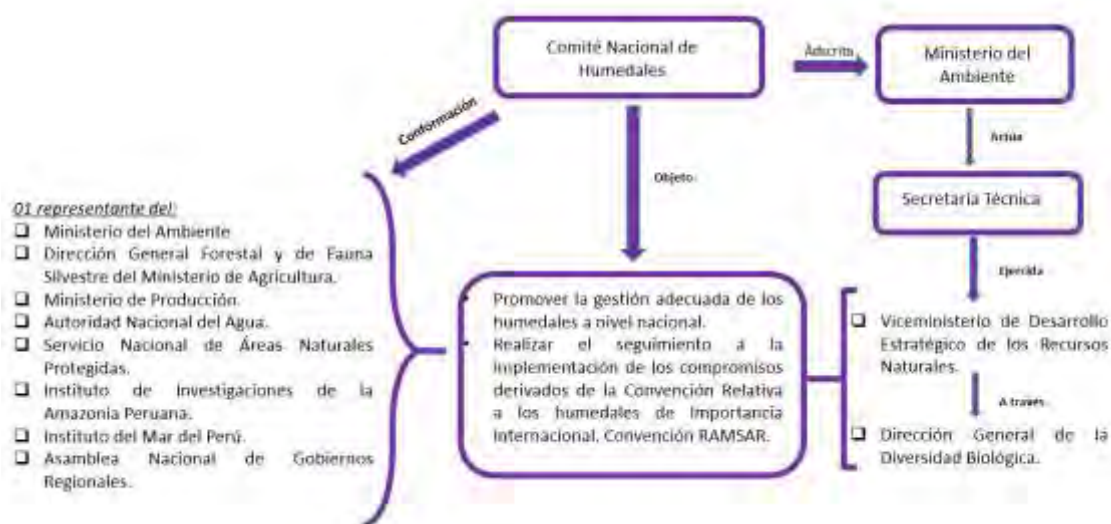 Comité Nacional de
Humedales
Adscrito
Ministerio del
Ambiente
Conformación
Objeto
Actúa
Secretaria Técnica
Ejercida
01 representante del:
Ministerio del Ambiente
Dirección General Forestal y de Fauna
Silvestre del Ministerio de Agricultura.
Ministerio de Producción.
Autoridad Nacional del Agua.
Servicio Nacional de Áreas Naturales
Protegidas.
Instituto de Investigaciones de la
Amazonia Peruana.
Instituto del Mar del Perú.
Asamblea Nacional de Gobiernos
Regionales.
Promover la gestión adecuada de los
humedales a nivel nacional.
Realizar el seguimiento a la
implementación de los compromisos
derivados de la Convención Relativa
a los humedales de Importancia
Internacional. Convención RAMSAR.
Viceministerio de Desarrollo
Estratégico de los Recursos
Naturales.
A través
Dirección General de la
Diversidad Biológica.